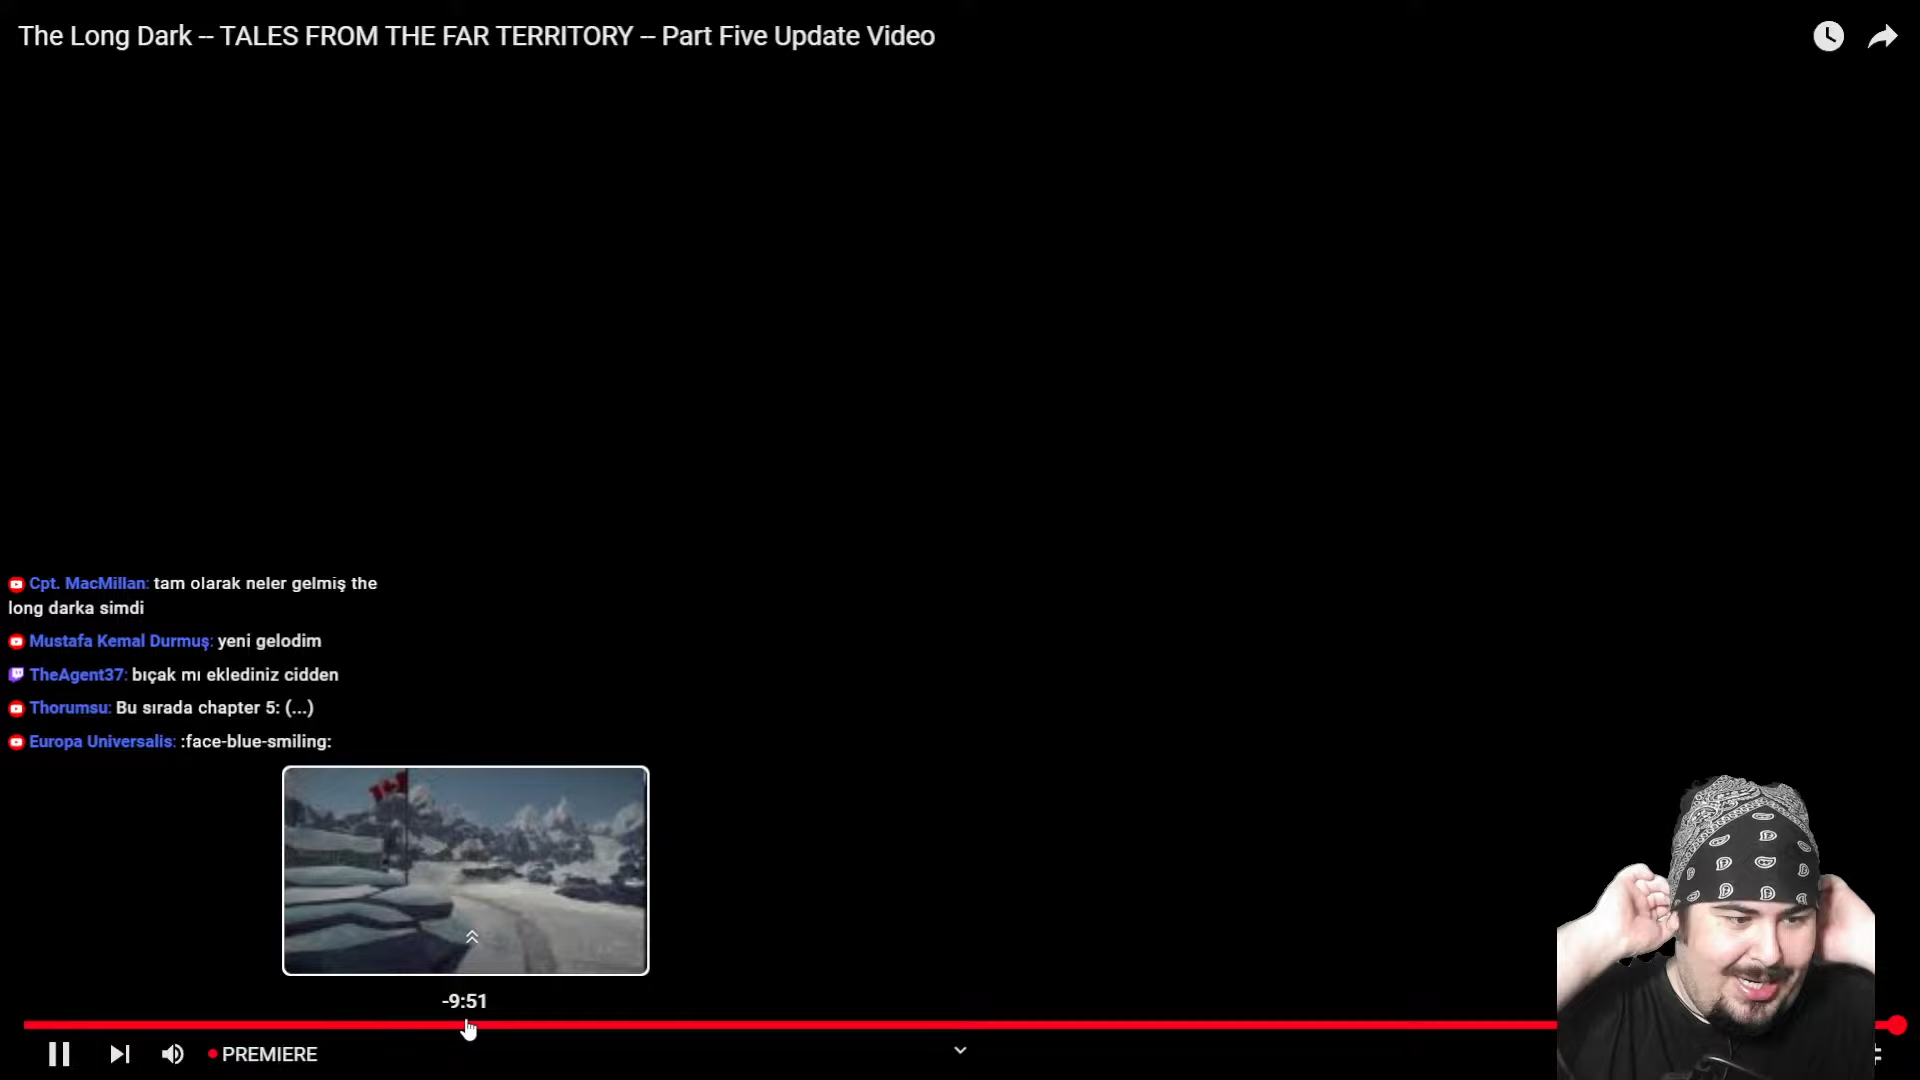 The Long Dark -- TALES FROM THE FAR TERRITORY -- Part Five Update Video
Cpt. MacMillan: tam olarak neler gelmiş the
long darka simdi
Mustafa Kemal Durmuş: yeni gelodim
TheAgent37: bıçak mı eklediniz cidden
Thorumsu: Bu sırada chapter 5: (...)
Europa Universalis: :face-blue-smiling:
-9:51
PREMIERE